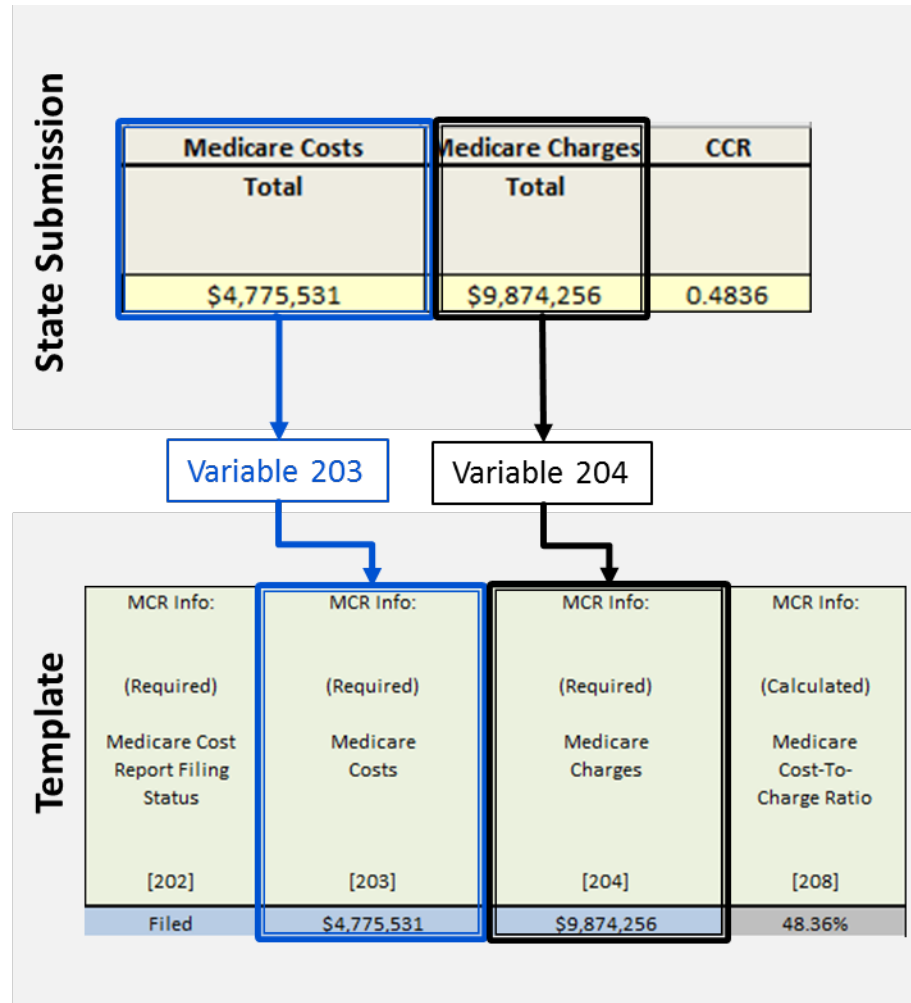 State Submission
Medicare Costs Medicare Charges CCR
Total Total
$4,775,531 $9,874,256 0.4836
Variable 203 Variable 204
Template
MCR Info: MCR Info: MCR Info: MCR Info:
(Required) (Required) (Required) (Calculated)
Medicare Cost Medicare Medicare Medicare
Report Filing Costs Charges Cost-To-
Status Charge Ratio
[202] [203] [204] [208]
Filed $4,775,531 $9,874,256 48.36%